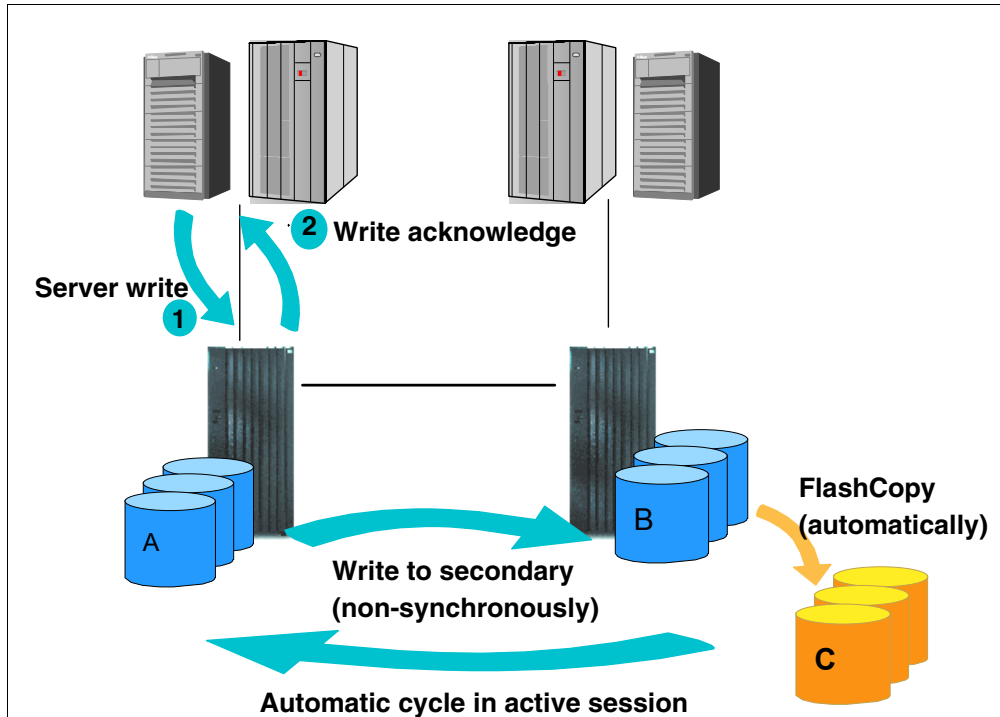 2 Write acknowledge
Server write
1
A
B
FlashCopy
(automatically)
Write to secondary
(non-synchronously)
C
Automatic cycle in active session